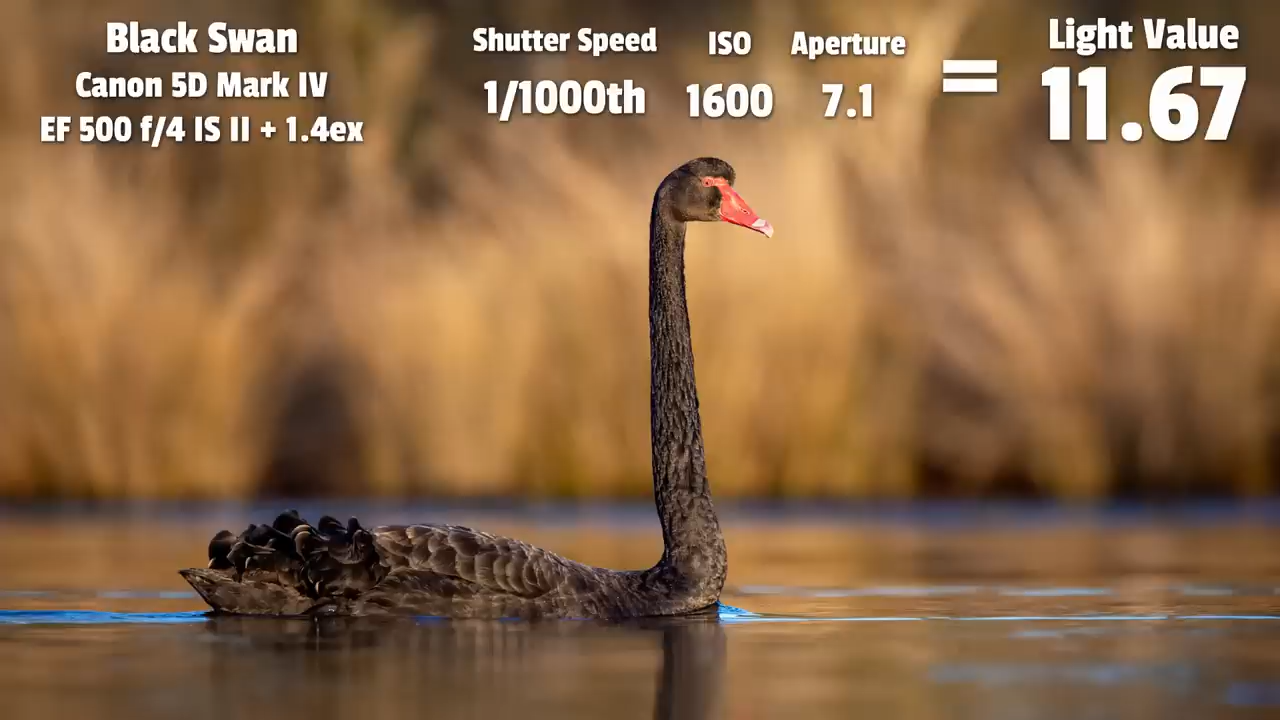 Black Swan
Canon 5D Mark IV
EF 500 f/4 IS II + 1.4ex
Shutter Speed ISO Aperture
1/1000th 1600 7.1
=
Light Value
11.67